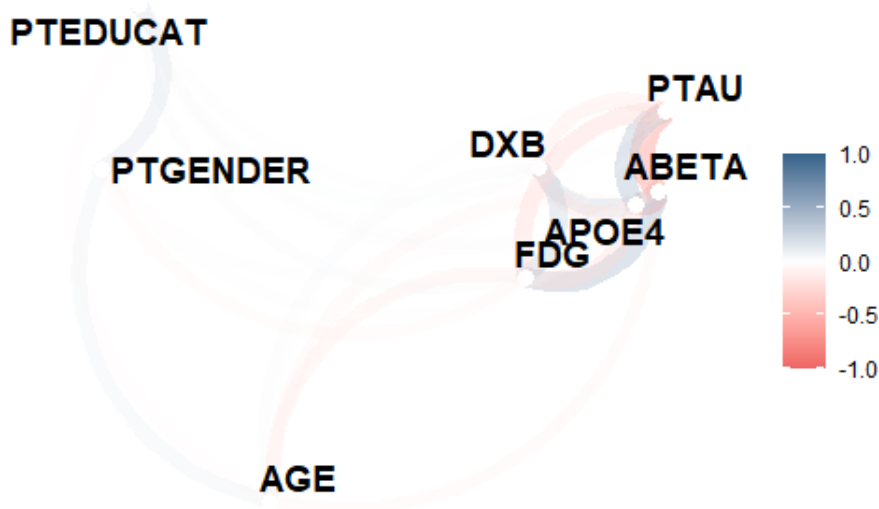 PTEDUCAT
PTAU
DXB
ABETA
PTGENDER
APOE4
FDG
AGE
1.0
0.5
0.0
-0.5
-1.0